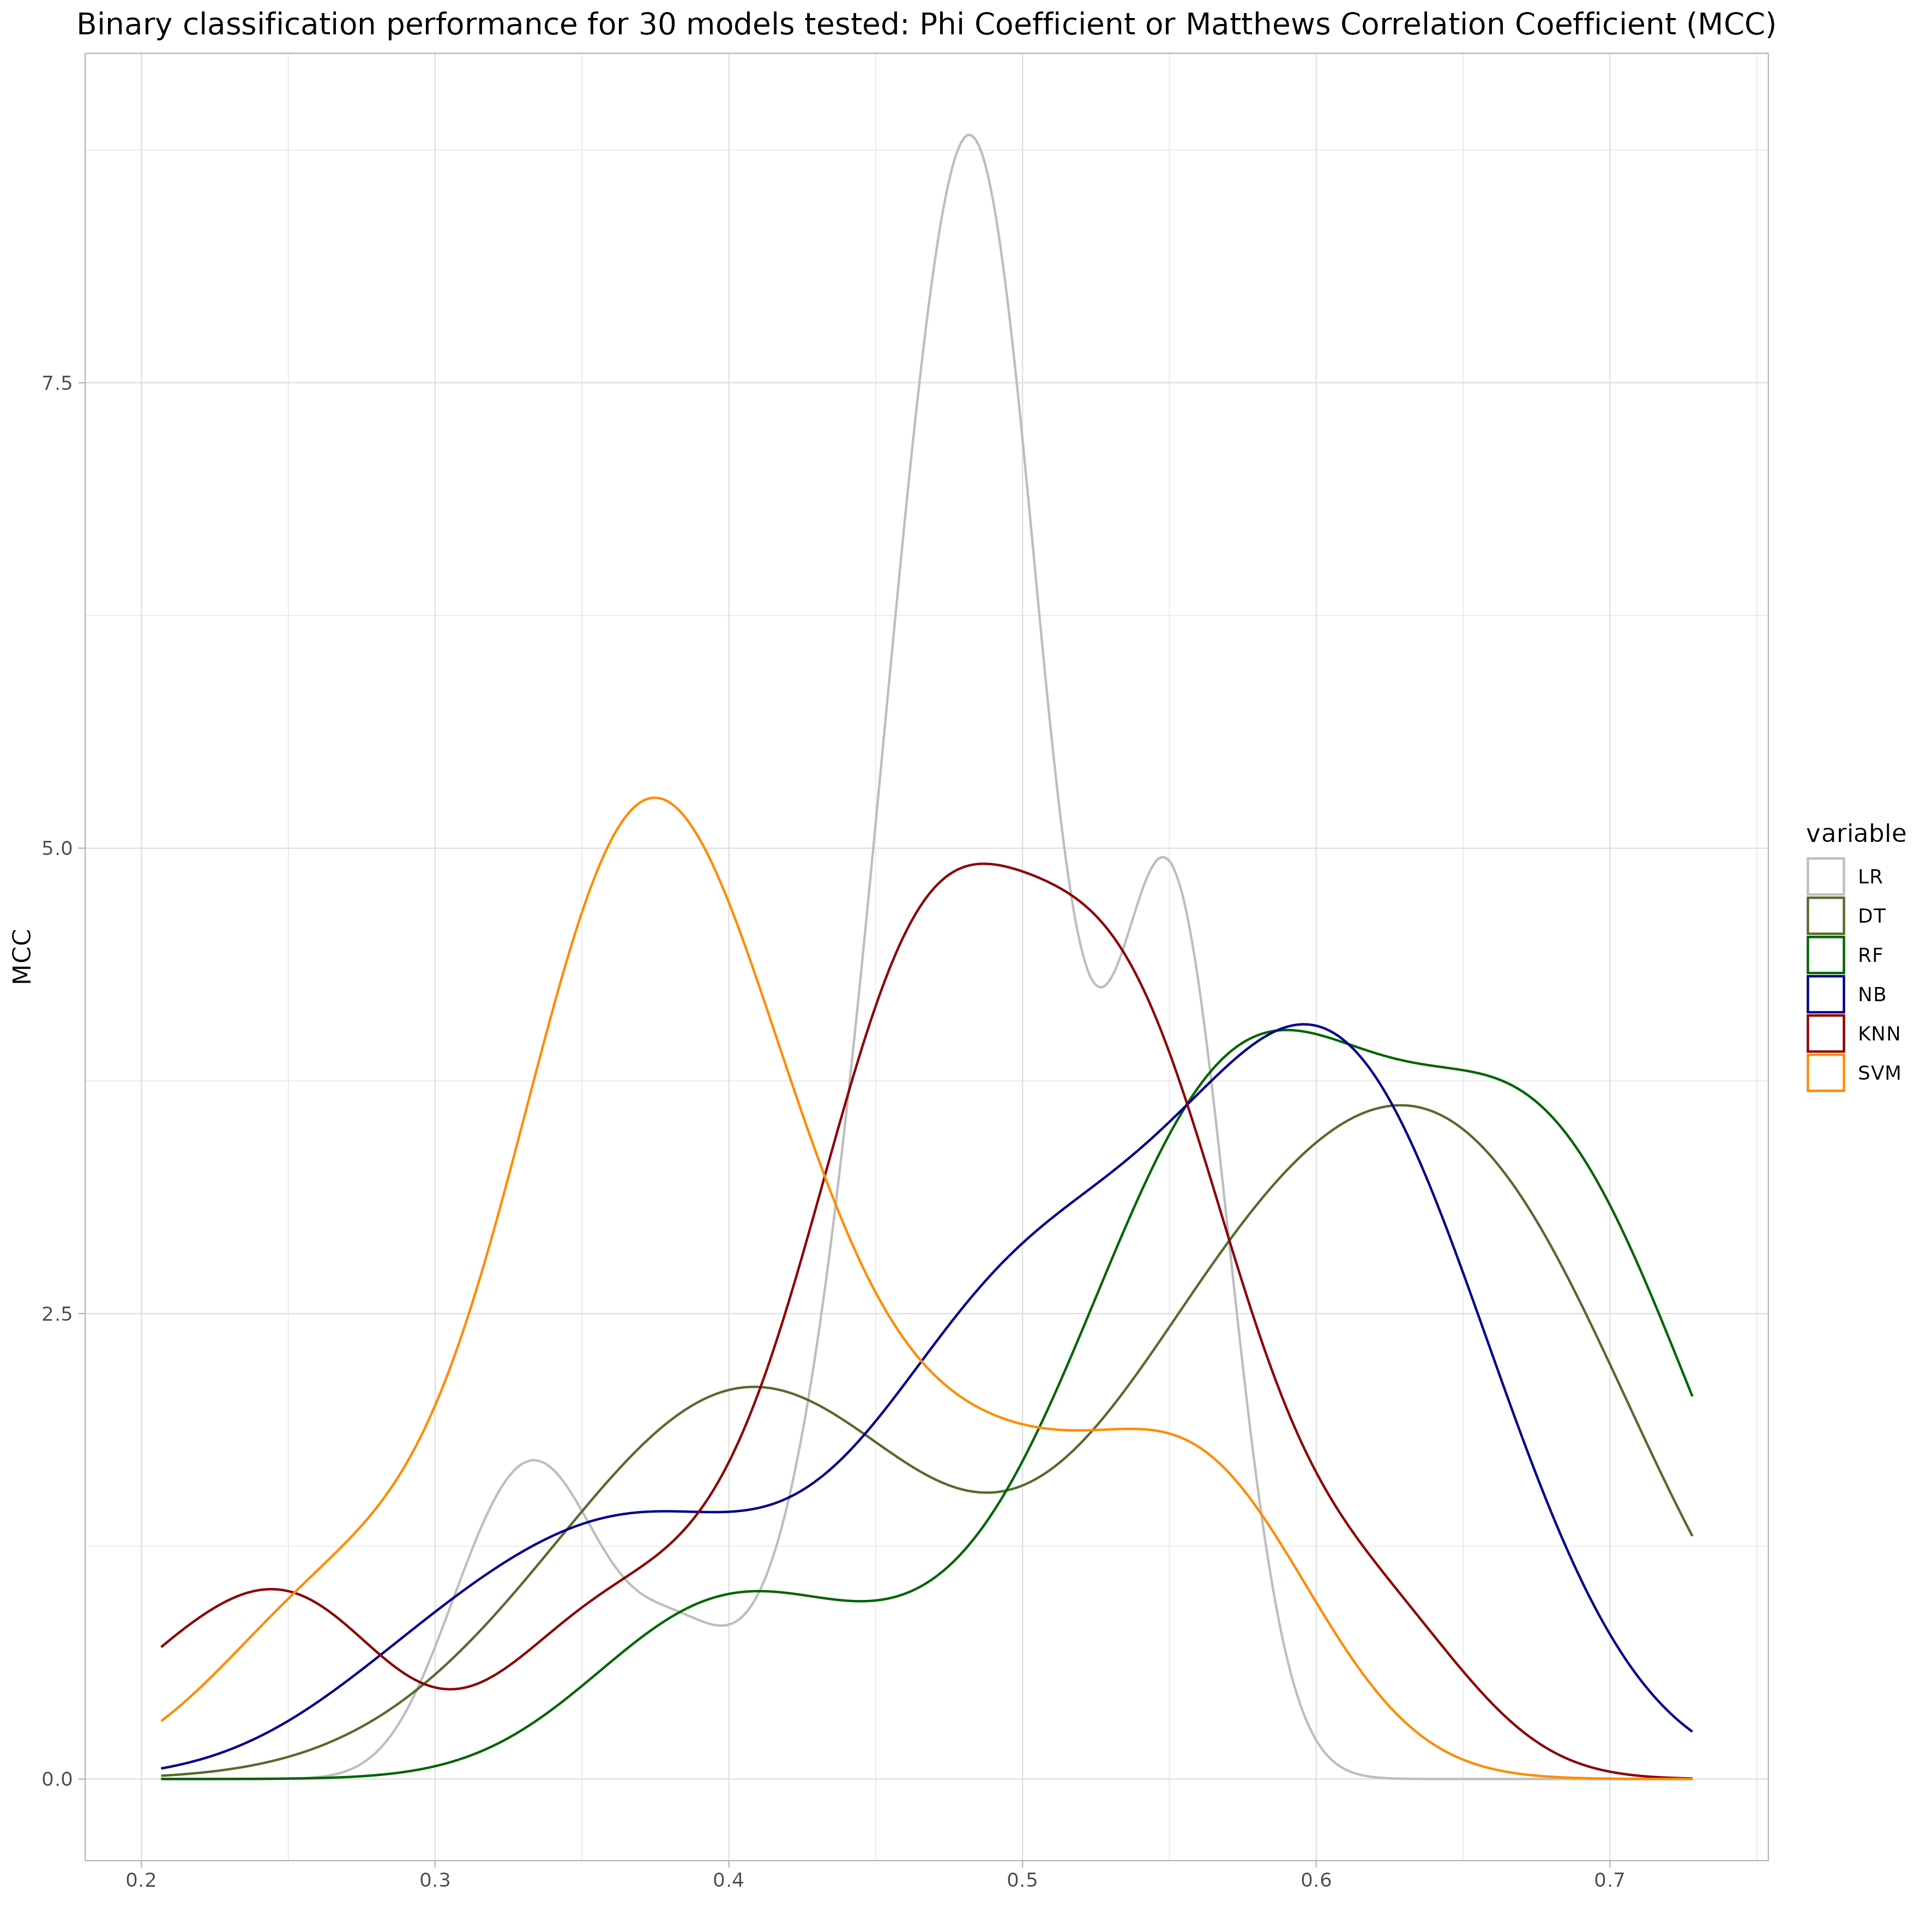 Binary classification performance for 30 models tested: Phi Coefficient or Matthews Correlation Coefficient (MCC)
7.5
5.0
2.5
0.0
MCC
0.2 0.3 0.4 0.5 0.6 0.7
variable
LR
DT
RF
NB
KNN
SVM